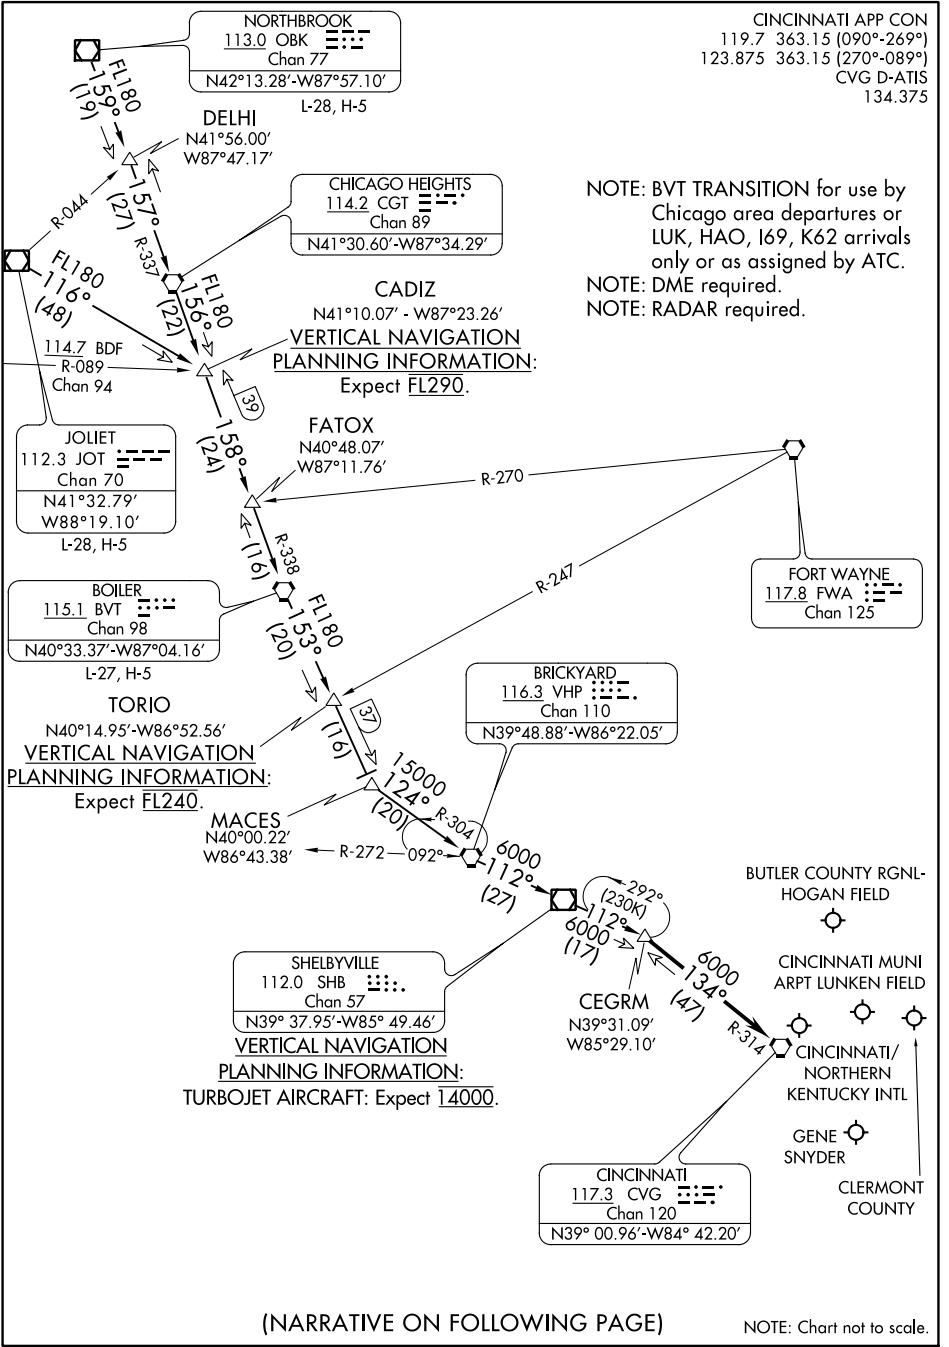 NORTHBROOK
113.0 OBK
Chan 77
N42°13.28′-W87°57.10′
L-28, H-5
CINCINNATI APP CON
119.7 363.15 (090°-269°)
123.875 363.15 (270°-089°)
CVG D-ATIS
134.375
FL180
159°
(19)
DELHI
N41°56.00′
W87°47.17′
R-044
157°
(27)
R-337
CHICAGO HEIGHTS
114.2 CGT
Chan 89
N41°30.60′-W87°34.29′
NOTE: BVT TRANSITION for use by
Chicago area departures or
LUK, HAO, I69, K62 arrivals
only or as assigned by ATC.
NOTE: DME required.
NOTE: RADAR required.
FL180
116°
(48)
FL180
156°
(22)
CADIZ
N41°10.07′ - W87°23.26′
VERTICAL NAVIGATION
PLANNING INFORMATION:
Expect FL290.
114.7 BDF
R-089
Chan 94
39
JOLIET
112.3 JOT
Chan 70
N41°32.79′
W88°19.10′
L-28, H-5
158°
(24)
FATOX
N40°48.07′
W87°11.76′
R-270
R-247
FORT WAYNE
117.8 FWA
Chan 125
(16)
R-338
BOILER
115.1 BVT
Chan 98
N40°33.37′-W87°04.16′
L-27, H-5
FL180
153°
(20)
TORIO
N40°14.95′-W86°52.56′
VERTICAL NAVIGATION
PLANNING INFORMATION:
Expect FL240.
37
(16)
BRICKYARD
116.3 VHP
Chan 110
N39°48.88′-W86°22.05′
MACES
N40°00.22′
W86°43.38′
15000
124°
(20)
R-304
R-272
092°
6000
112°
(27)
292°
(230K)
112°
6000
(17)
SHELBYVILLE
112.0 SHB
Chan 57
N39° 37.95′-W85° 49.46′
VERTICAL NAVIGATION
PLANNING INFORMATION:
TURBOJET AIRCRAFT: Expect 14000.
CEGRM
N39°31.09′
W85°29.10′
6000
134°
(47)
R-314
BUTLER COUNTY RGNL-
HOGAN FIELD
CINCINNATI MUNI
ARPT LUNKEN FIELD
CINCINNATI/
NORTHERN
KENTUCKY INTL
GENE
SNYDER
CLERMONT
COUNTY
CINCINNATI
117.3 CVG
Chan 120
N39° 00.96′-W84° 42.20′
(NARRATIVE ON FOLLOWING PAGE)
NOTE: Chart not to scale.